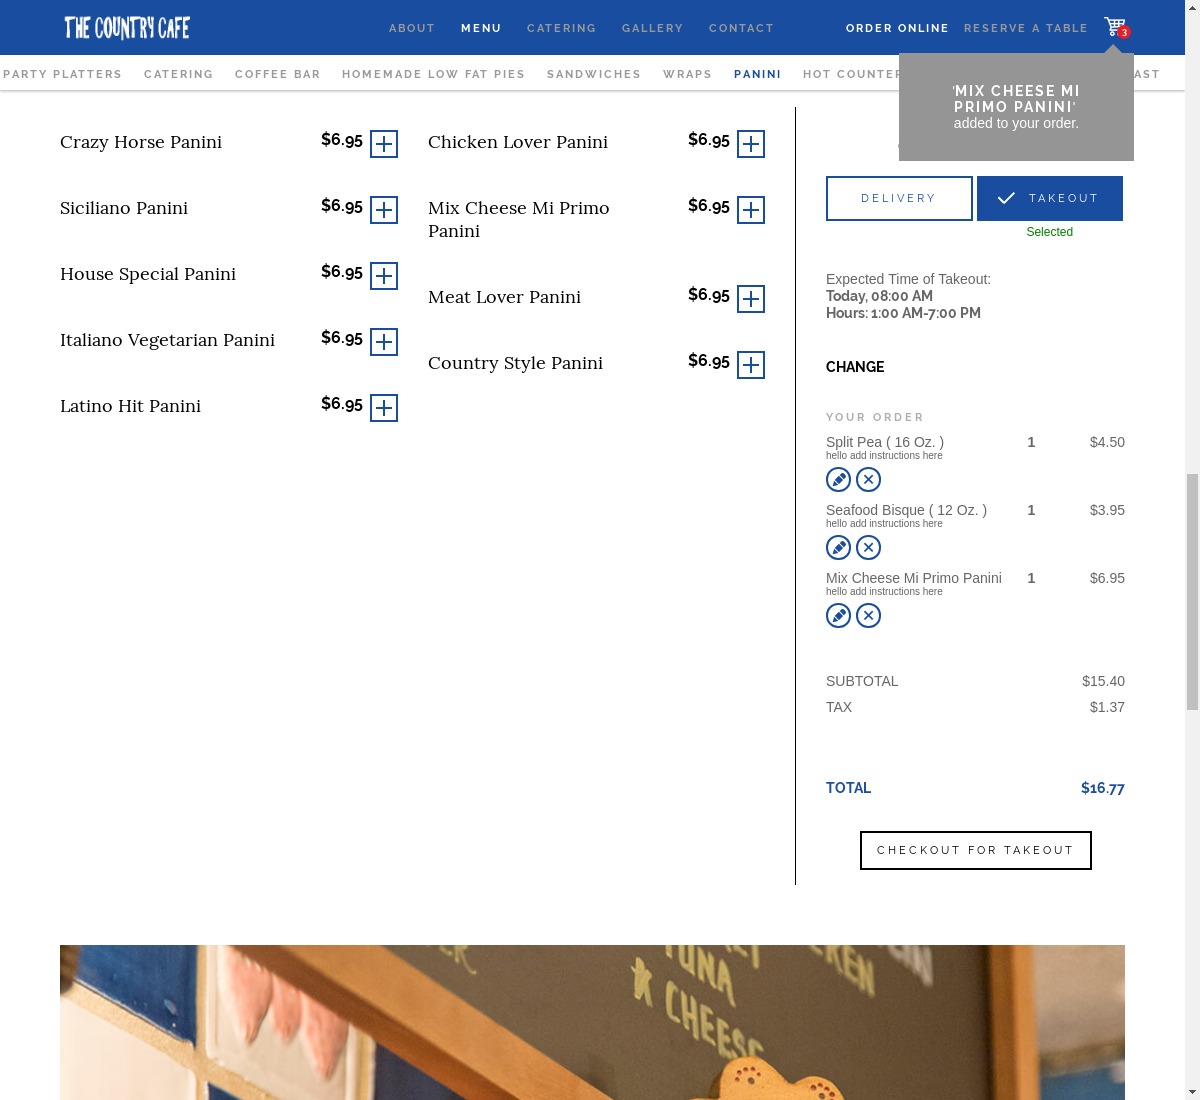 THE COUNTRY CAFE
ABOUT MENU CATERING GALLERY CONTACT ORDER ONLINE RESERVE A TABLE 3
PARTY PLATTERS CATERING COFFEE BAR HOMEMADE LOW FAT PIES SANDWICHES WRAPS PANINI HOT COUNTER
'MIX CHEESE MI
PRIMO PANINI'
added to your order.
Crazy Horse Panini $6.95
Siciliano Panini $6.95
House Special Panini $6.95
Italiano Vegetarian Panini $6.95
Latino Hit Panini $6.95
Chicken Lover Panini $6.95
Mix Cheese Mi Primo $6.95
Panini
Meat Lover Panini $6.95
Country Style Panini $6.95
DELIVERY TAKEOUT
Selected
Expected Time of Takeout:
Today, 08:00 AM
Hours: 1:00 AM-7:00 PM
CHANGE
YOUR ORDER
Split Pea ( 16 Oz. ) 1 $4.50
hello add instructions here
Seafood Bisque ( 12 Oz. ) 1 $3.95
hello add instructions here
Mix Cheese Mi Primo Panini 1 $6.95
hello add instructions here
SUBTOTAL $15.40
TAX $1.37
TOTAL $16.77
CHECKOUT FOR TAKEOUT
TUNA
CHEESE